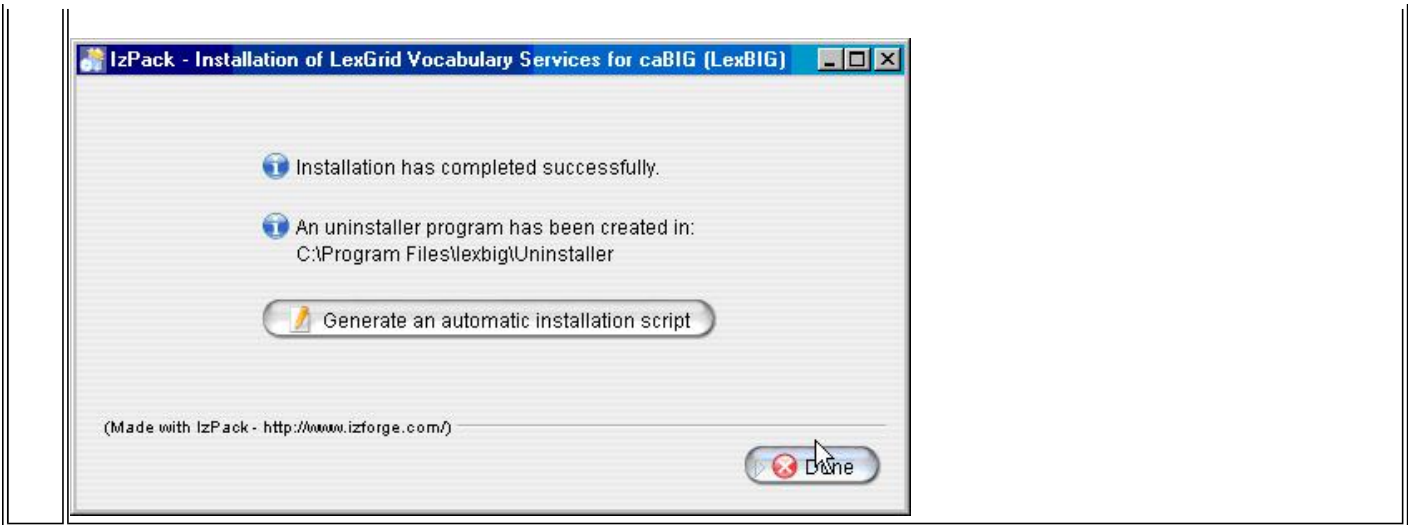 IzPack - Installation of LexGrid Vocabulary Services for caBIG (LexBIG)
Installation has completed successfully.
An uninstaller program has been created in:
C:\Program Files\lexbig\Uninstaller
Generate an automatic installation script
(Made with IzPack - http://www.izforge.com/)
Done